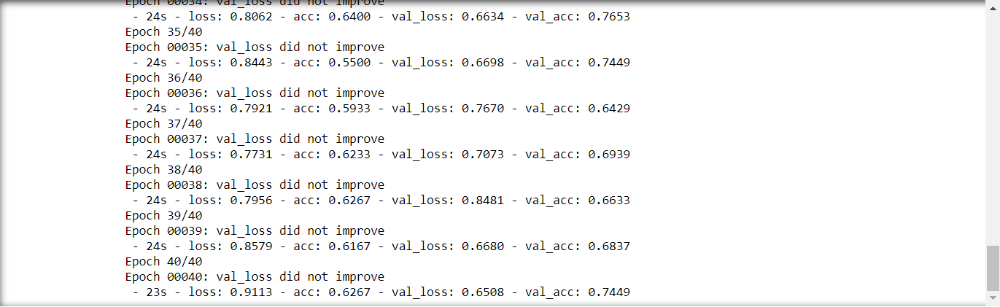 Epoch 00034: val_loss did not improve
- 24s - loss: 0.8062 - acc: 0.6400 - val_loss: 0.6634 - val_acc: 0.7653
Epoch 35/40
Epoch 00035: val_loss did not improve
- 24s - loss: 0.8443 - acc: 0.5500 - val_loss: 0.6698 - val_acc: 0.7449
Epoch 36/40
Epoch 00036: val_loss did not improve
- 24s - loss: 0.7921 - acc: 0.5933 - val_loss: 0.7670 - val_acc: 0.6429
Epoch 37/40
Epoch 00037: val_loss did not improve
- 24s - loss: 0.7731 - acc: 0.6233 - val_loss: 0.7073 - val_acc: 0.6939
Epoch 38/40
Epoch 00038: val_loss did not improve
- 24s - loss: 0.7956 - acc: 0.6267 - val_loss: 0.8481 - val_acc: 0.6633
Epoch 39/40
Epoch 00039: val_loss did not improve
- 24s - loss: 0.8579 - acc: 0.6167 - val_loss: 0.6680 - val_acc: 0.6837
Epoch 40/40
Epoch 00040: val_loss did not improve
- 23s - loss: 0.9113 - acc: 0.6267 - val_loss: 0.6508 - val_acc: 0.7449